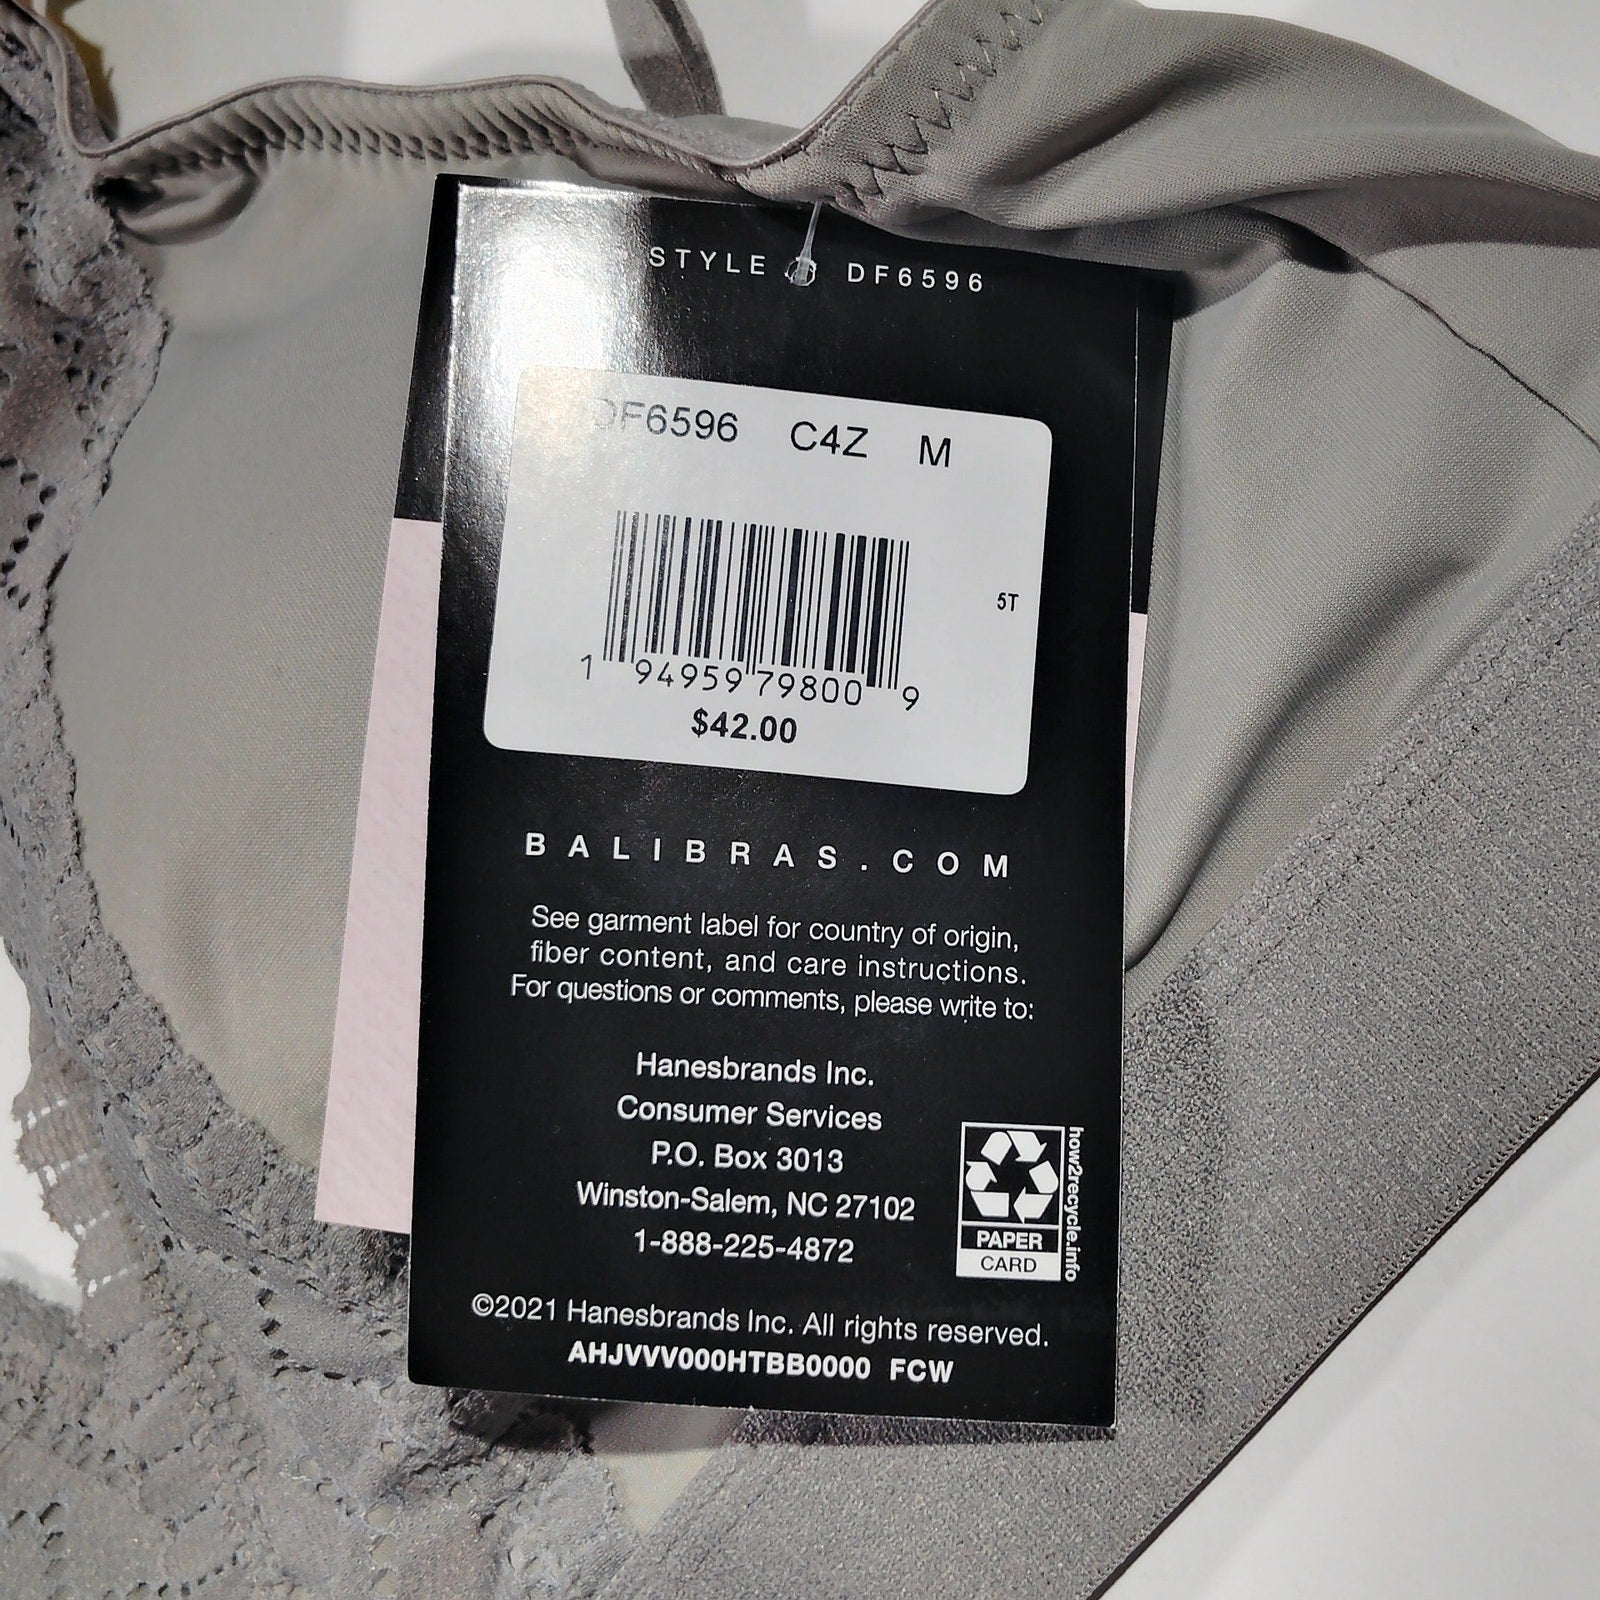 STYLE DF6596
DF6596 C4Z M
5T
1 94959 79800 9
$42.00
BALIBRAS.COM
See garment label for country of origin,
fiber content, and care instructions.
For questions or comments, please write to:
Hanesbrands Inc.
Consumer Services
P.O. Box 3013
Winston-Salem, NC 27102
1-888-225-4872
how2recycle.info
PAPER
CARD
©2021 Hanesbrands Inc. All rights reserved.
AHJVVV000HTBB0000 FCW